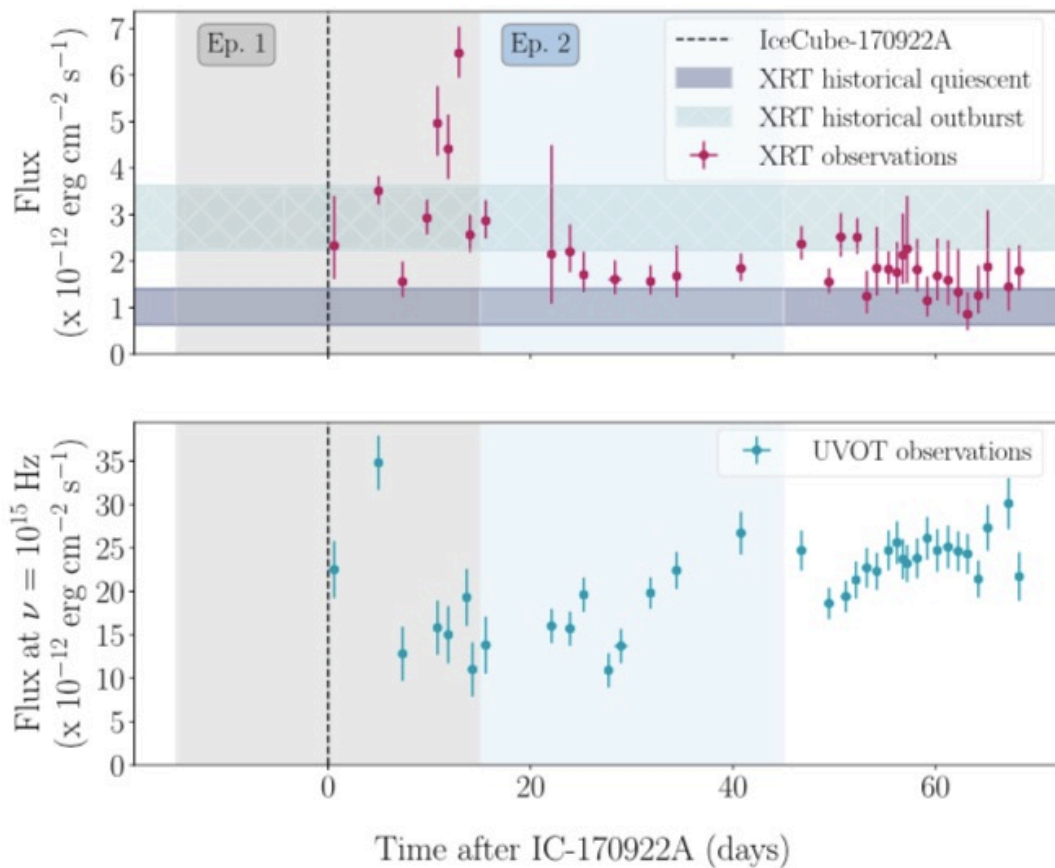 Ep. 1
Ep. 2
IceCube-170922A
XRT historical quiescent
XRT historical outburst
XRT observations
Flux
(x 10⁻¹² erg cm⁻² s⁻¹)
7
6
5
4
3
2
1
0
UVOT observations
Flux at ν = 10¹⁵ Hz
(x 10⁻¹² erg cm⁻² s⁻¹)
35
30
25
20
15
10
5
0
0 20 40 60
Time after IC-170922A (days)